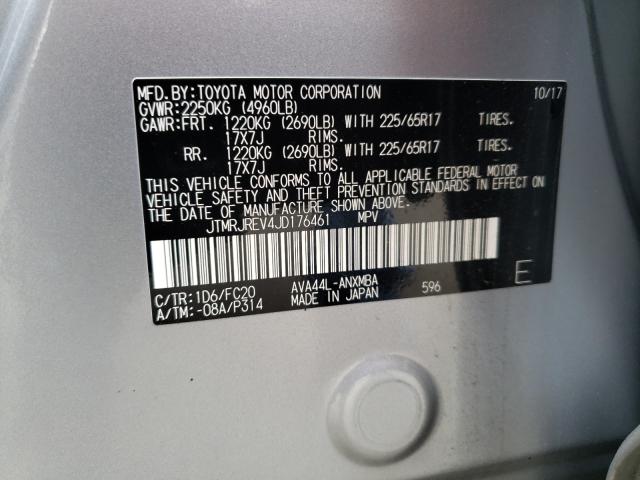 MFD. BY: TOYOTA MOTOR CORPORATION 10/17
GVWR: 2250KG (4960LB)
GAWR: FRT. 1220KG (2690LB) WITH 225/65R17 TIRES.
17X7J RIMS.
RR. 1220KG (2690LB) WITH 225/65R17 TIRES.
17X7J RIMS.
THIS VEHICLE CONFORMS TO ALL APPLICABLE FEDERAL MOTOR
VEHICLE SAFETY AND THEFT PREVENTION STANDARDS IN EFFECT ON
THE DATE OF MANUFACTURE SHOWN ABOVE.
JTMRJREV4JD176461 MPV
C/TR: 1D6/FC20 AVA44L-ANXMBA 596 E
A/TM: -08A/P314 MADE IN JAPAN